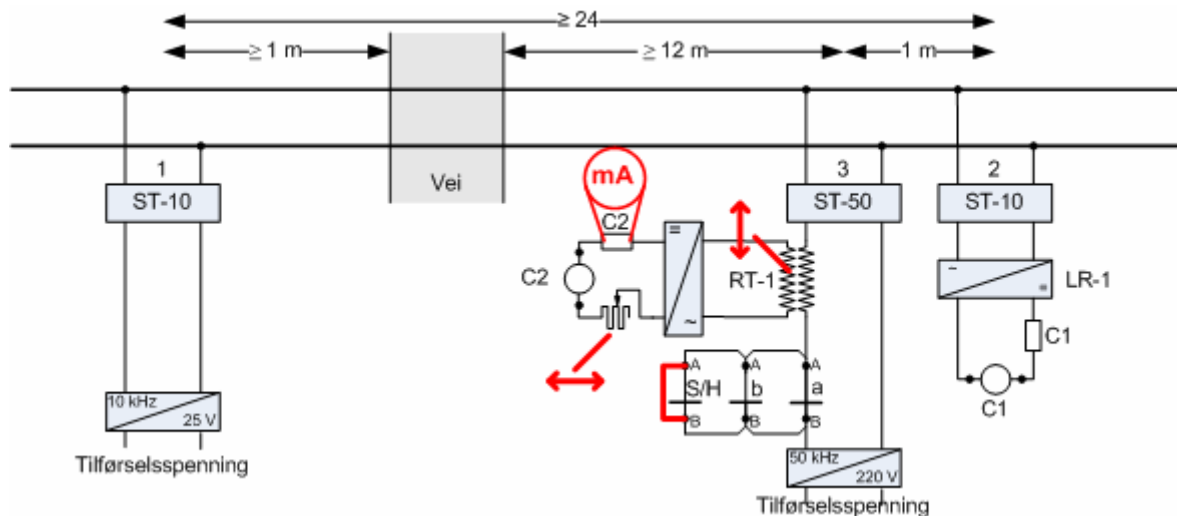 ≥ 24
≥ 1 m
≥ 12 m
1 m
1
ST-10
Vei
mA
C2
3
ST-50
2
ST-10
C2
=
~
RT-1
-
=
LR-1
C1
C1
A
A
A
S/H
b
a
B
B
B
10 kHz
25 V
Tilførselsspenning
50 kHz
220 V
Tilførselsspenning